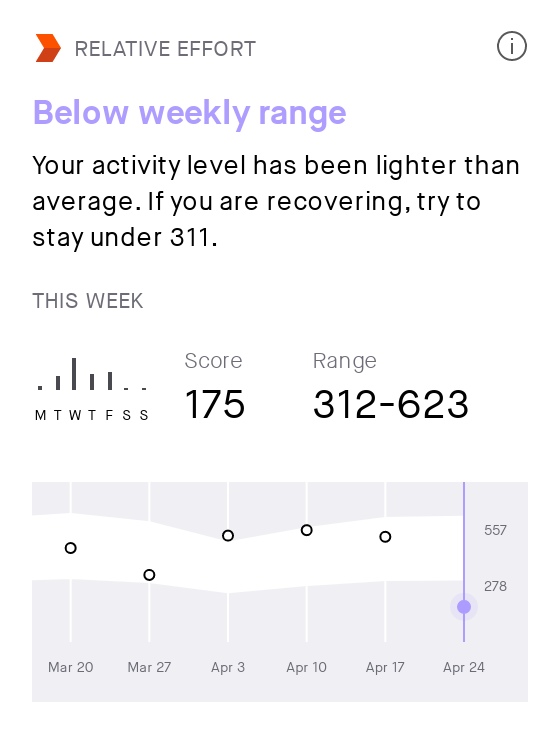 RELATIVE EFFORT
Below weekly range
Your activity level has been lighter than
average. If you are recovering, try to
stay under 311.
THIS WEEK
Score Range
175 312-623
M T W T F S S
557
278
Mar 20 Mar 27 Apr 3 Apr 10 Apr 17 Apr 24